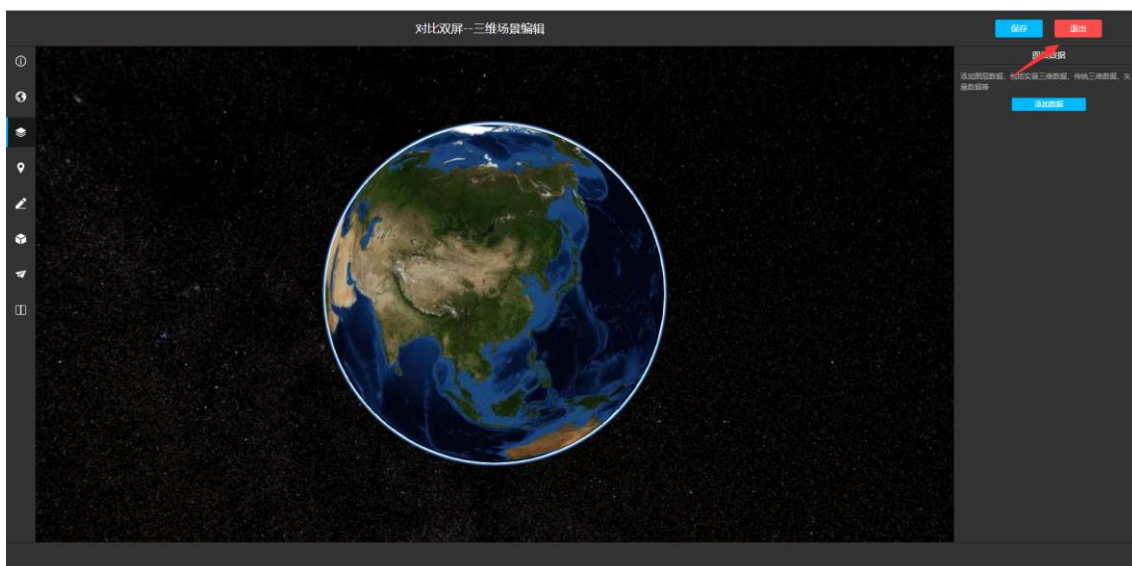 对比双屏--三维场景编辑
保存
退出
图层数据
添加图层数据，包括实景三维数据、传统三维数据、矢
量数据等
添加数据